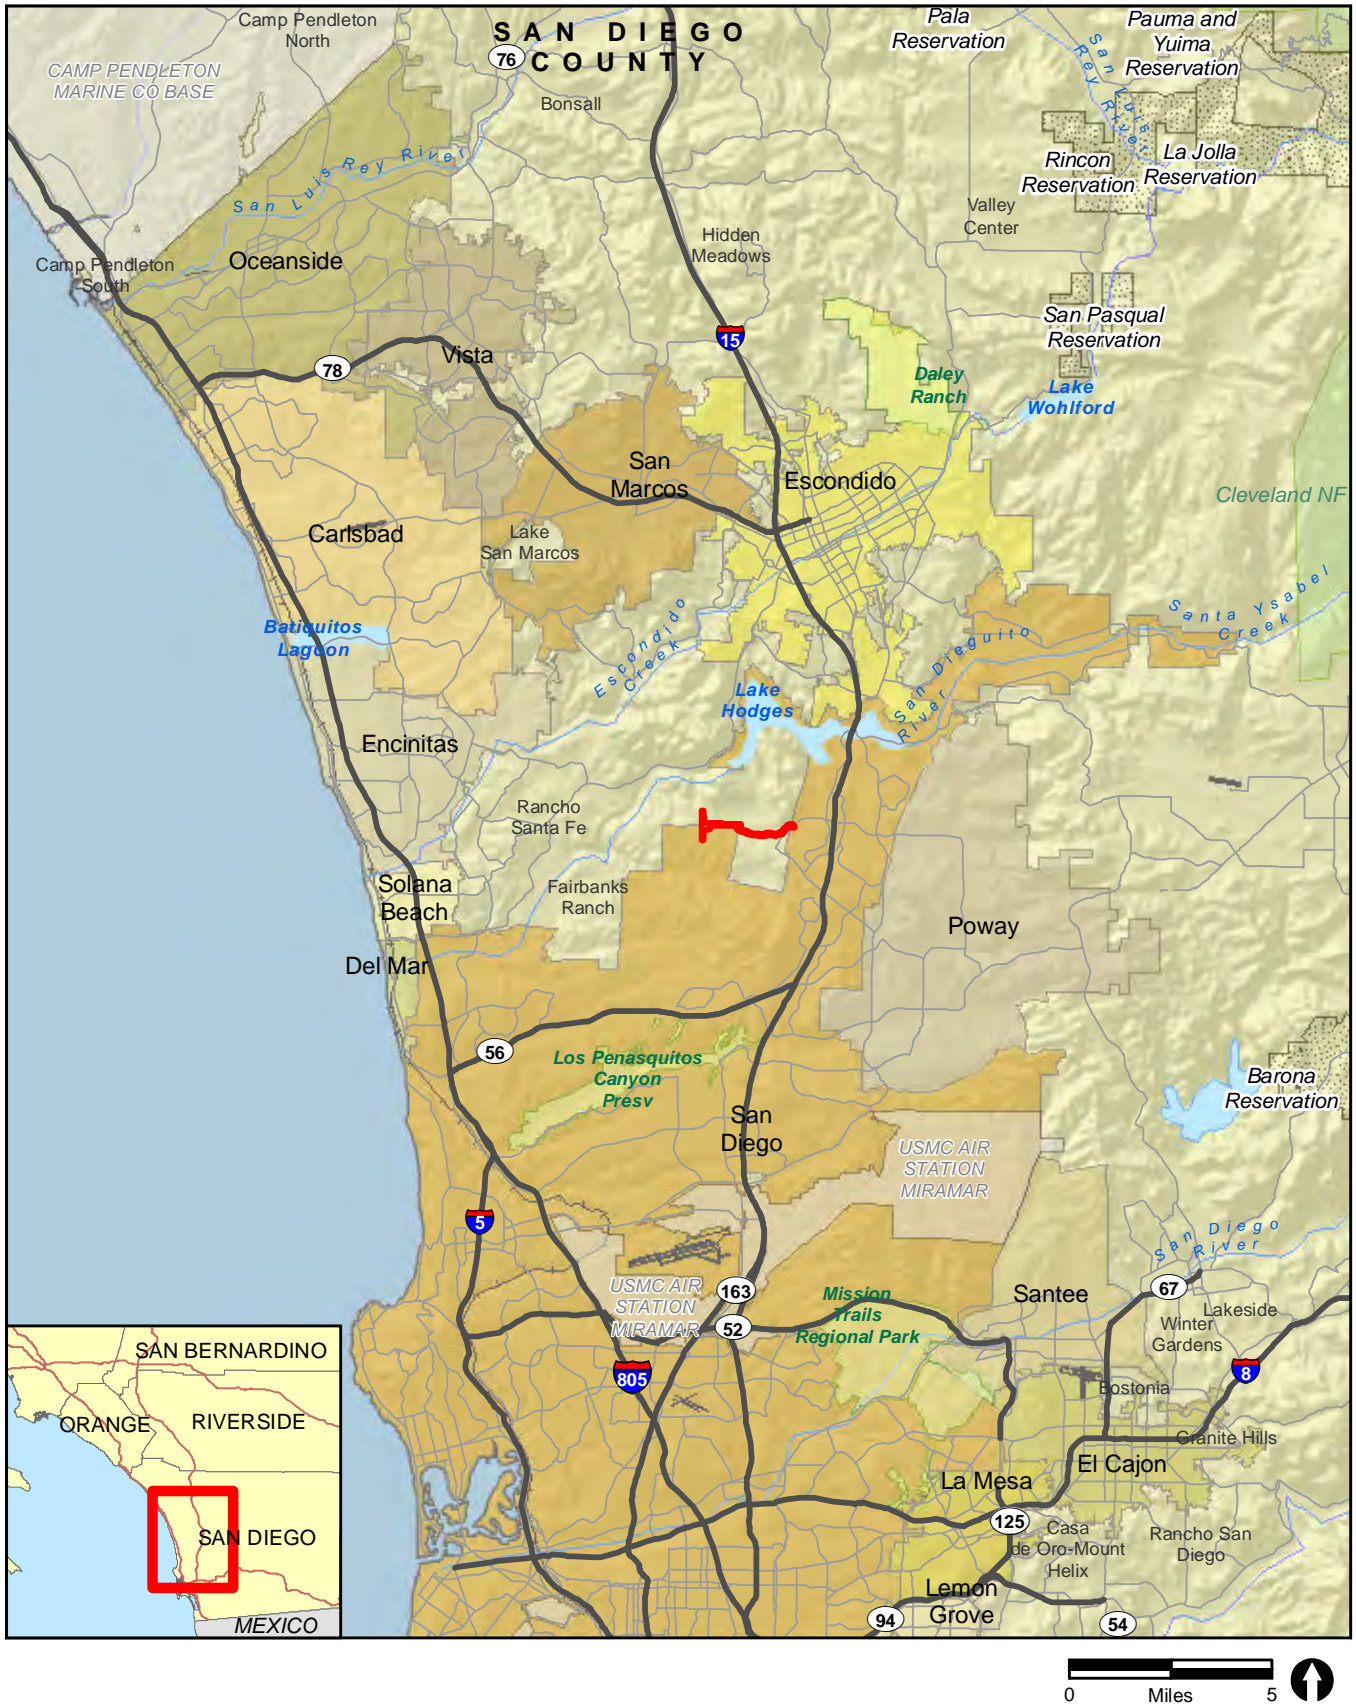 Camp Pendleton
North
SAN DIEGO
COUNTY
76
Pala
Reservation
Pauma and
Yuima
Reservation
CAMP PENDLETON
MARINE CO BASE
Bonsall
San Luis
Rey River
San Luis Rey River
Rincon
Reservation
La Jolla
Reservation
Valley
Center
Hidden
Meadows
Oceanside
Camp Pendleton
South
San Pasqual
Reservation
15
78
Vista
Daley
Ranch
Lake
Wohlford
San
Marcos
Escondido
Cleveland NF
Carlsbad
Lake
San Marcos
Santa Ysabel
Creek
Batiquitos
Lagoon
Escondido
Creek
San Dieguito
River
Lake
Hodges
Encinitas
Rancho
Santa Fe
Solana
Beach
Fairbanks
Ranch
Poway
Del Mar
56
Los Penasquitos
Canyon
Presv
Barona
Reservation
San
Diego
USMC AIR
STATION
MIRAMAR
5
San Diego
River
USMC AIR
STATION
MIRAMAR
163
52
Mission
Trails
Regional Park
Santee
67
Lakeside
Winter
Gardens
805
8
Bostonia
Granite Hills
El Cajon
La Mesa
125
Casa
de Oro-Mount
Helix
Rancho San
Diego
Lemon
Grove
94
54
SAN BERNARDINO
ORANGE
RIVERSIDE
SAN DIEGO
MEXICO
0 Miles 5